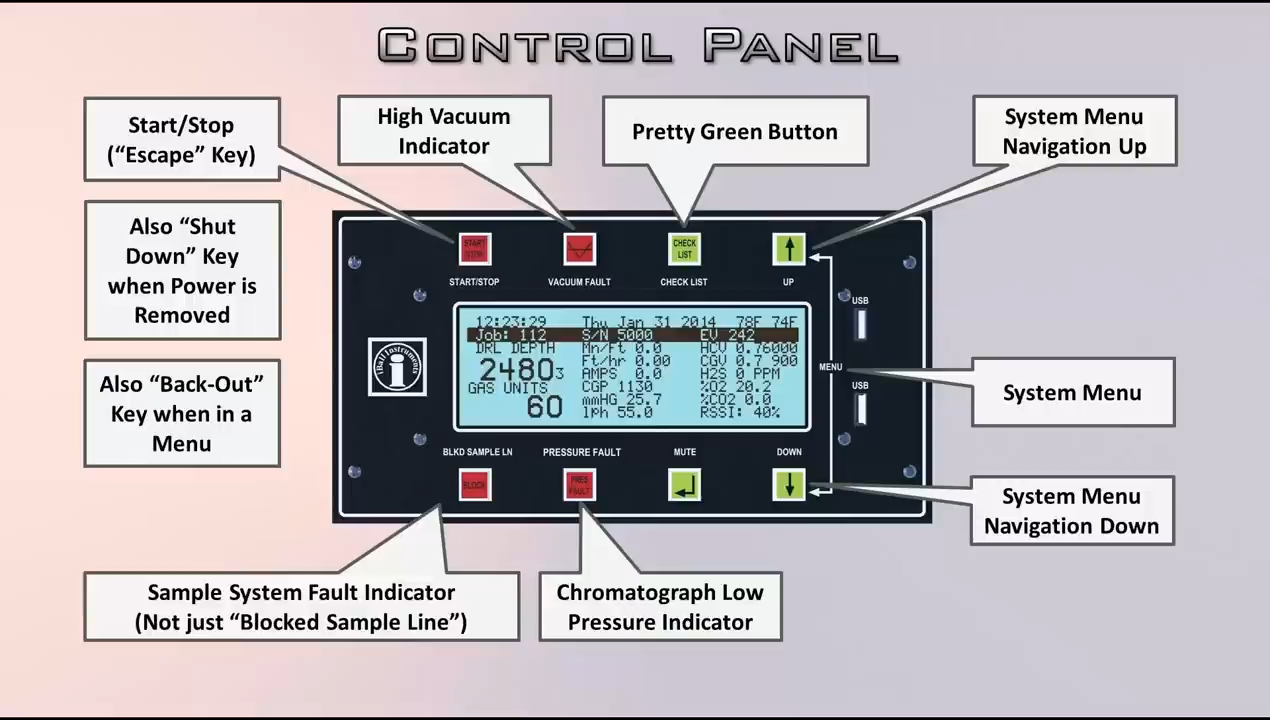 CONTROL PANEL
Start/Stop
(“Escape” Key)
High Vacuum
Indicator
Pretty Green Button
System Menu
Navigation Up
Also “Shut
Down” Key
when Power is
Removed
Also “Back-Out”
Key when in a
Menu
START
STOP
CHECK
LIST
START/STOP
VACUUM FAULT
CHECK LIST
UP
USB
12:23:29 Thu Jan 31 2014 78F 74F
Job: 112 S/N 5000 EV 242
DRL DEPTH Mn/Ft 0.0 HCV 0.76000
24803 Ft/hr 0.00 CGV 0.7 900
AMPS 0.0 H2S 0 PPM
GAS UNITS CGP 1130 %O2 20.2
60 mmHG 25.7 %CO2 0.0
lph 55.0 RSSI: 40%
iBall Instruments
i
MENU
USB
System Menu
BLKD SAMPLE LN
PRESSURE FAULT
MUTE
DOWN
BLOCK
PRES
FAULT
System Menu
Navigation Down
Sample System Fault Indicator
(Not just “Blocked Sample Line”)
Chromatograph Low
Pressure Indicator